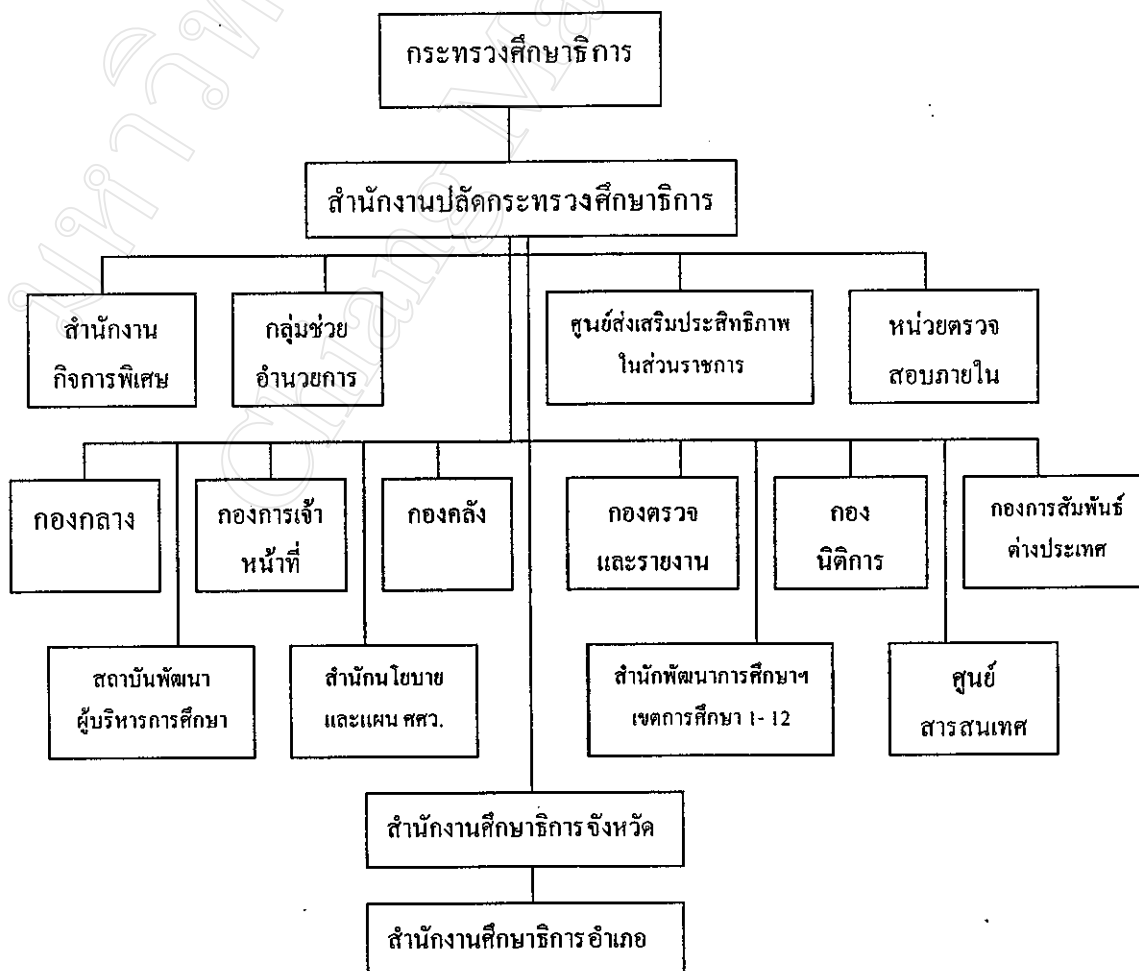 กระทรวงศึกษาธิการ
สำนักงานปลัดกระทรวงศึกษาธิการ
สำนักงาน
กิจการพิเศษ
กลุ่มช่วย
อำนวยการ
ศูนย์ส่งเสริมประสิทธิภาพ
ในส่วนราชการ
หน่วยตรวจ
สอบภายใน
กองกลาง
กองการเจ้า
หน้าที่
กองคลัง
กองตรวจ
และรายงาน
กอง
นิติการ
กองการสัมพันธ์
ต่างประเทศ
สถาบันพัฒนา
ผู้บริหารการศึกษา
สำนักนโยบาย
และแผน ศศว.
สำนักพัฒนาการศึกษาฯ
เขตการศึกษา 1- 12
ศูนย์
สารสนเทศ
สำนักงานศึกษาธิการจังหวัด
สำนักงานศึกษาธิการอำเภอ
Chiang Ma